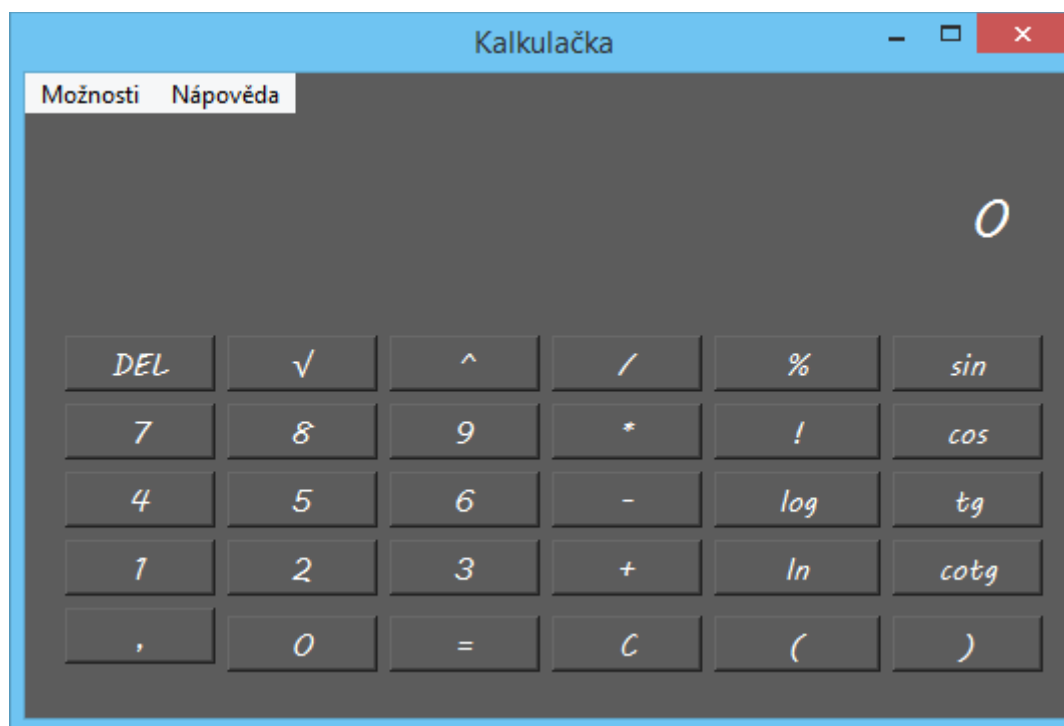 Kalkulačka
Možnosti Nápověda
0
DEL √ ^ / % sin
7 8 9 * ! cos
4 5 6 - log tg
1 2 3 + ln cotg
, 0 = C ( )